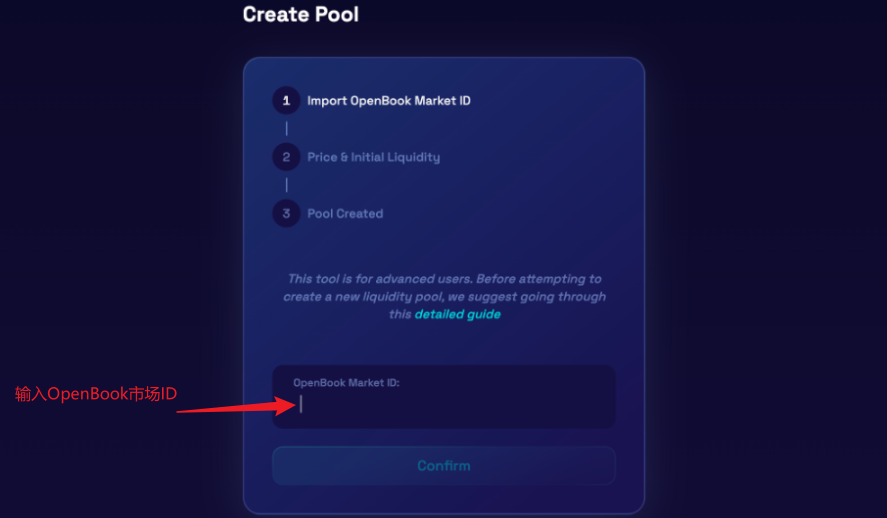 Create Pool
1 Import OpenBook Market ID
2 Price & Initial Liquidity
3 Pool Created
This tool is for advanced users. Before attempting to
create a new liquidity pool, we suggest going through
this detailed guide
OpenBook Market ID:
输入OpenBook市场ID
Confirm